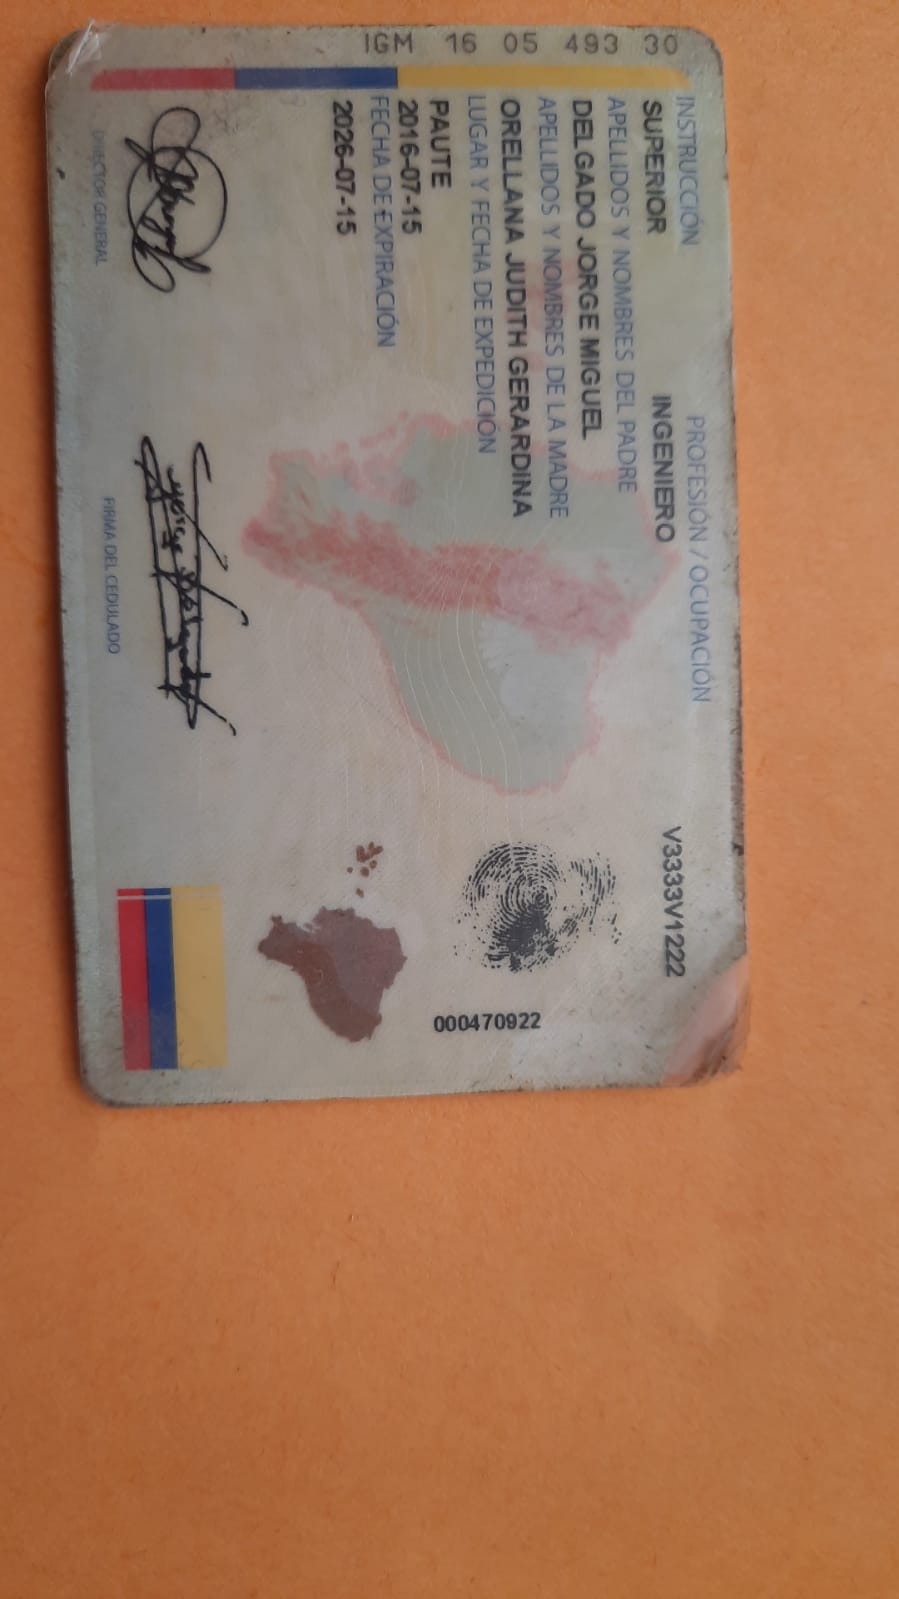 IGM 16 05 493 30
INSTRUCCIÓN PROFESIÓN / OCUPACIÓN
SUPERIOR INGENIERO V3333V1222
APELLIDOS Y NOMBRES DEL PADRE
DELGADO JORGE MIGUEL
APELLIDOS Y NOMBRES DE LA MADRE
ORELLANA JUDITH GERARDINA
LUGAR Y FECHA DE EXPEDICIÓN
PAUTE
2016-07-15
FECHA DE EXPIRACIÓN
2026-07-15
000470922
DIRECTOR GENERAL
FIRMA DEL CEDULADO